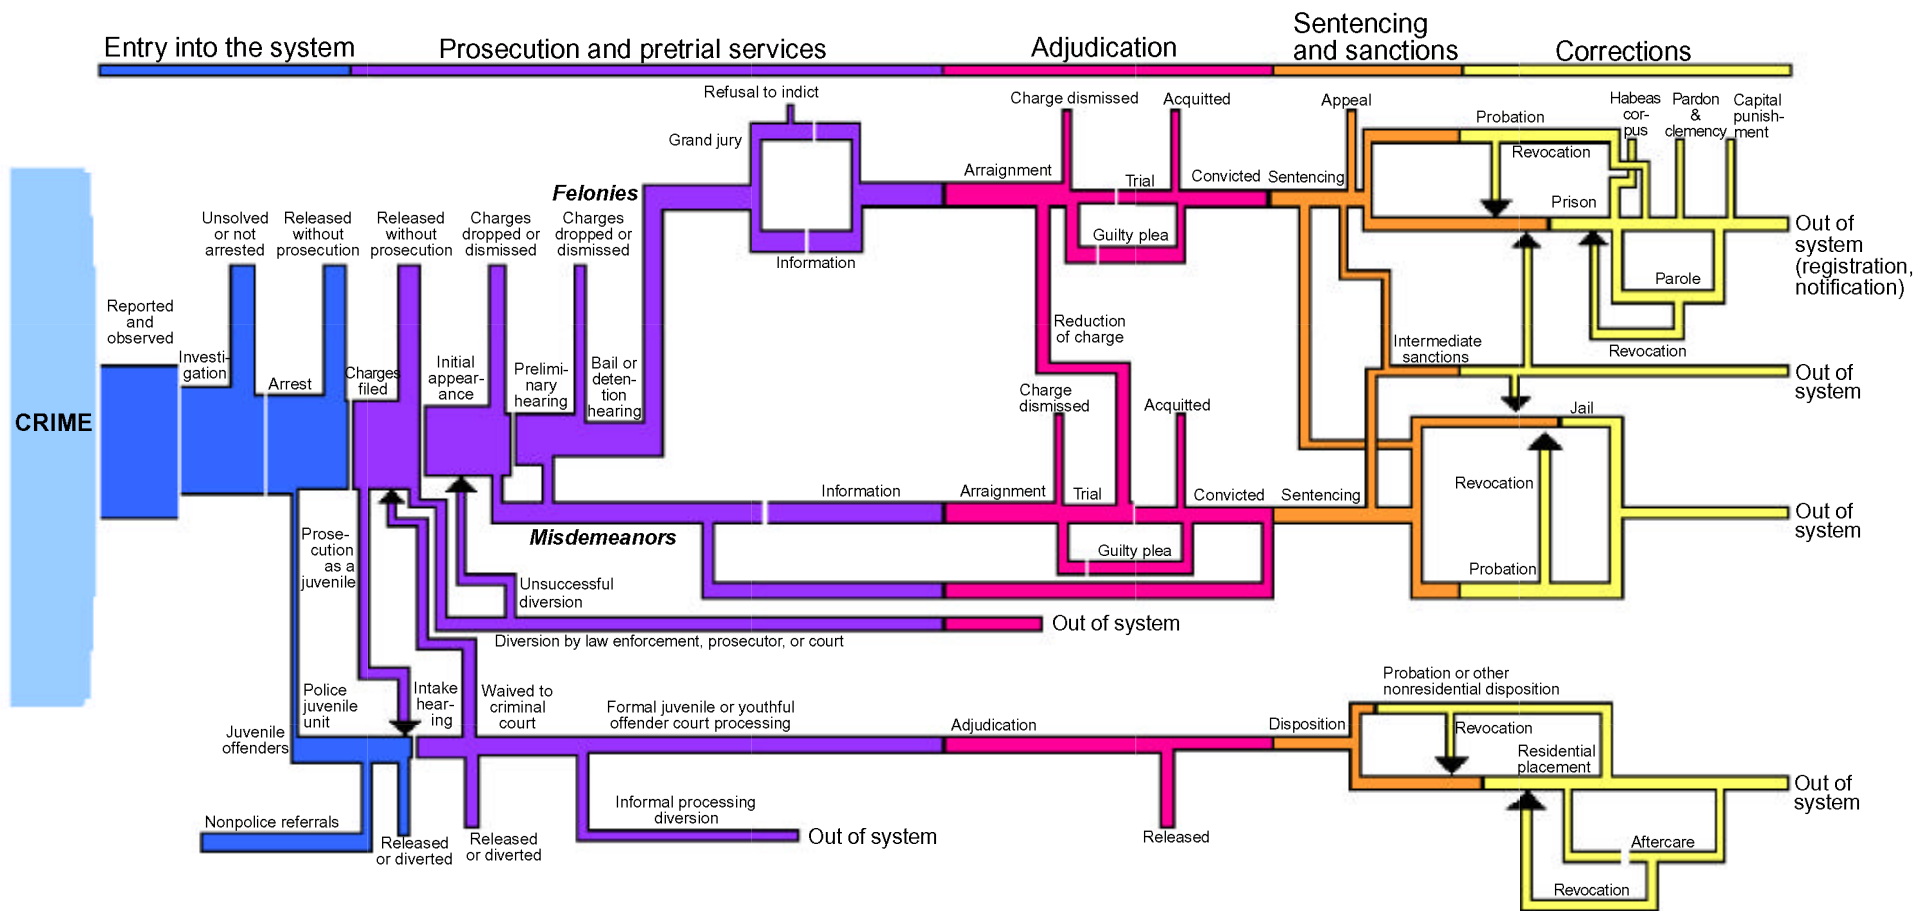 Entry into the system
Prosecution and pretrial services
Adjudication
Sentencing
and sanctions
Corrections
Refusal to indict
Grand jury
Felonies
Information
Charge dismissed
Acquitted
Arraignment
Trial
Convicted
Guilty plea
Sentencing
Appeal
Probation
Revocation
Prison
Habeas
cor-
pus
Pardon
&
clemency
Capital
punish-
ment
Out of
system
(registration,
notification)
Parole
Revocation
Unsolved
or not
arrested
Released
without
prosecution
Released
without
prosecution
Charges
dropped or
dismissed
Charges
dropped or
dismissed
CRIME
Reported
and
observed
Investi-
gation
Arrest
Charges
filed
Initial
appear-
ance
Prelimi-
nary
hearing
Bail or
deten-
tion
hearing
Reduction
of charge
Intermediate
sanctions
Out of
system
Charge
dismissed
Acquitted
Information
Misdemeanors
Arraignment
Trial
Convicted
Guilty plea
Sentencing
Jail
Revocation
Probation
Out of
system
Prose-
cution
as a
juvenile
Unsuccessful
diversion
Diversion by law enforcement, prosecutor, or court
Out of system
Police
juvenile
unit
Juvenile
offenders
Intake
hear-
ing
Waived to
criminal
court
Formal juvenile or youthful
offender court processing
Adjudication
Disposition
Probation or other
nonresidential disposition
Revocation
Residential
placement
Out of
system
Nonpolice referrals
Released
or diverted
Released
or diverted
Informal processing
diversion
Out of system
Released
Aftercare
Revocation